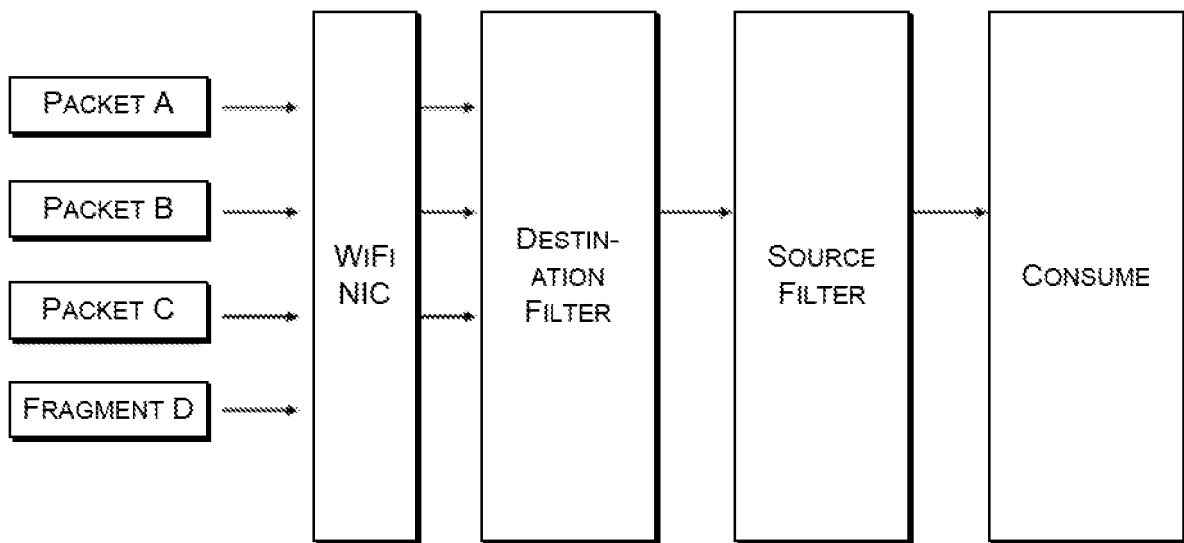 PACKET A
PACKET B
PACKET C
FRAGMENT D
WIFI
NIC
DESTIN-
ATION
FILTER
SOURCE
FILTER
CONSUME